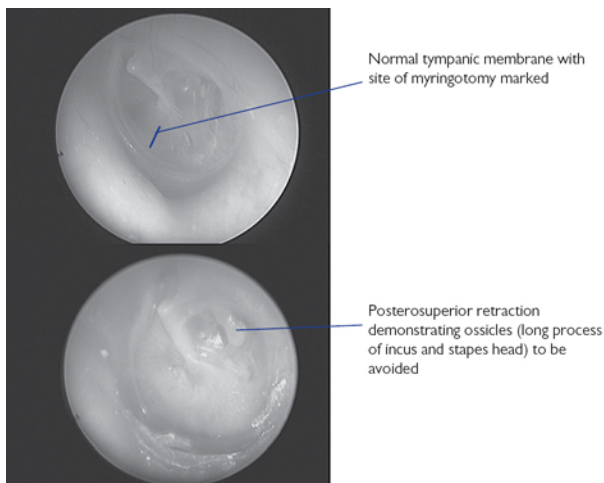 Normal tympanic membrane with
site of myringotomy marked
Posterosuperior retraction
demonstrating ossicles (long process
of incus and stapes head) to be
avoided